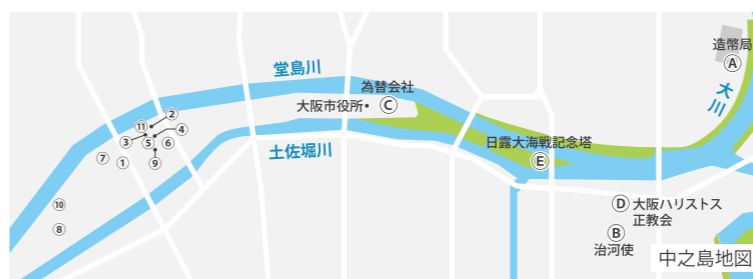 造幣局
Ⓐ
大川
堂島川
為替会社
大阪市役所• Ⓒ
② 
⑪ ④
③ ⑤ ⑥
⑦ ① ⑨
土佐堀川
日露大海戦記念塔
Ⓔ
⑩
⑧
Ⓓ 大阪ハリストス
正教会
Ⓑ
治河使
中之島地図